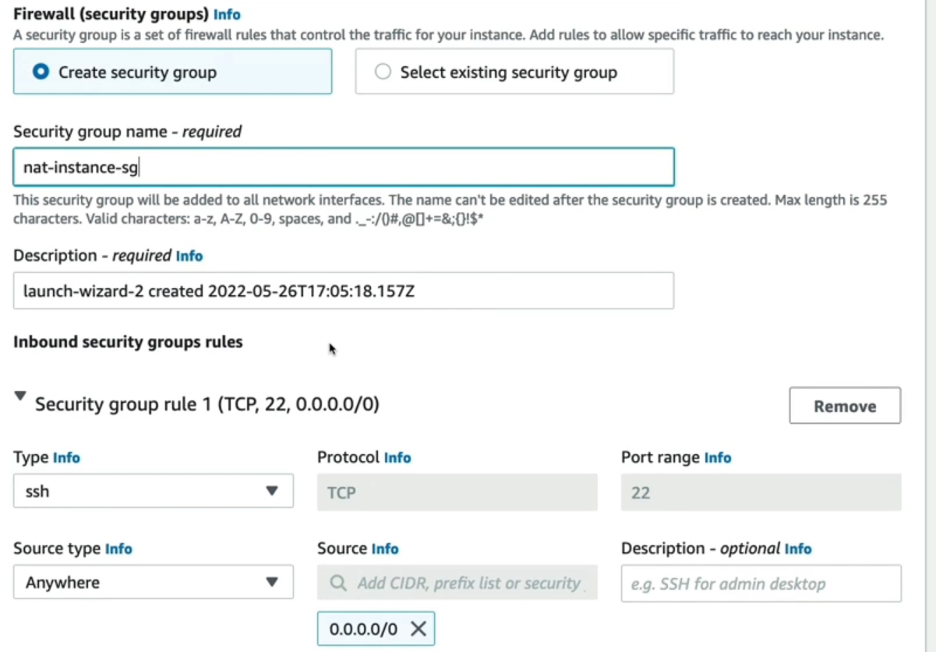 Firewall (security groups) Info
A security group is a set of firewall rules that control the traffic for your instance. Add rules to allow specific traffic to reach your instance.
Create security group
Select existing security group
Security group name - required
nat-instance-sg
This security group will be added to all network interfaces. The name can't be edited after the security group is created. Max length is 255
characters. Valid characters: a-z, A-Z, 0-9, spaces, and ._-:/()#,@[]+=&;{}!$*
Description - required Info
launch-wizard-2 created 2022-05-26T17:05:18.157Z
Inbound security groups rules
Security group rule 1 (TCP, 22, 0.0.0.0/0)
Remove
Type Info
Protocol Info
Port range Info
ssh
TCP
22
Source type Info
Source Info
Description - optional Info
Anywhere
Add CIDR, prefix list or security
e.g. SSH for admin desktop
0.0.0.0/0